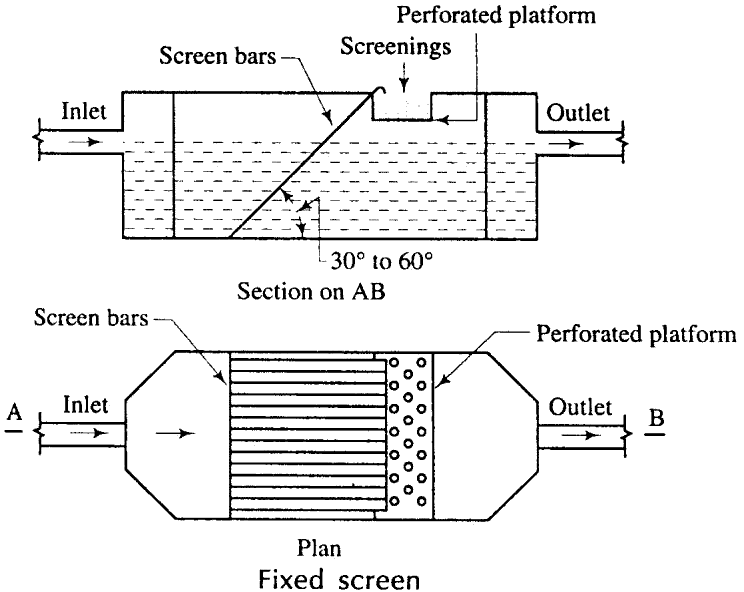 Perforated platform
Screenings
Screen bars
Inlet
Outlet
30° to 60°
Section on AB
Screen bars
Perforated platform
A
Inlet
Outlet
B
Plan
Fixed screen